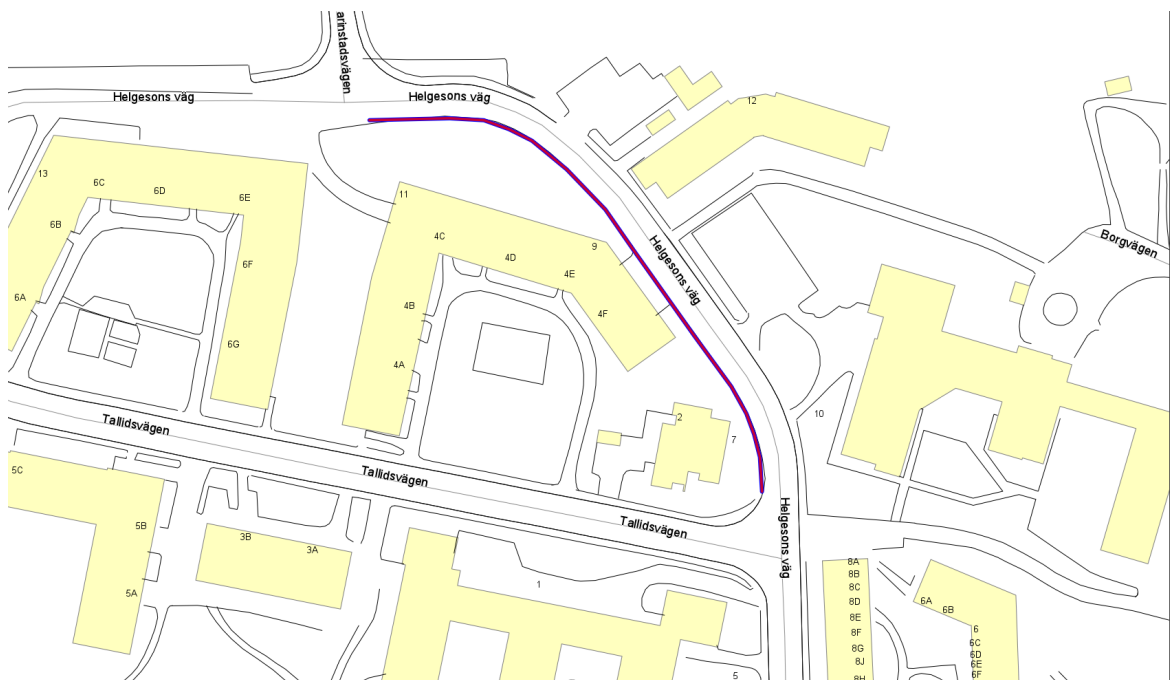 arinstadsvägen
Helgesons väg
Helgesons väg
12
13
6C
6D
6E
11
6B
4C
9
Helgesons väg
Borgvägen
6F
4D
4E
6A
4B
4F
6G
4A
10
2
7
Tallidsvägen
Tallidsvägen
5C
Tallidsvägen
Helgesons väg
5B
3B
3A
8A
8B
1
8C
5A
8D
6A
6B
8E
8F
6
6C
8G
6D
8J
6E
5
8H
6F